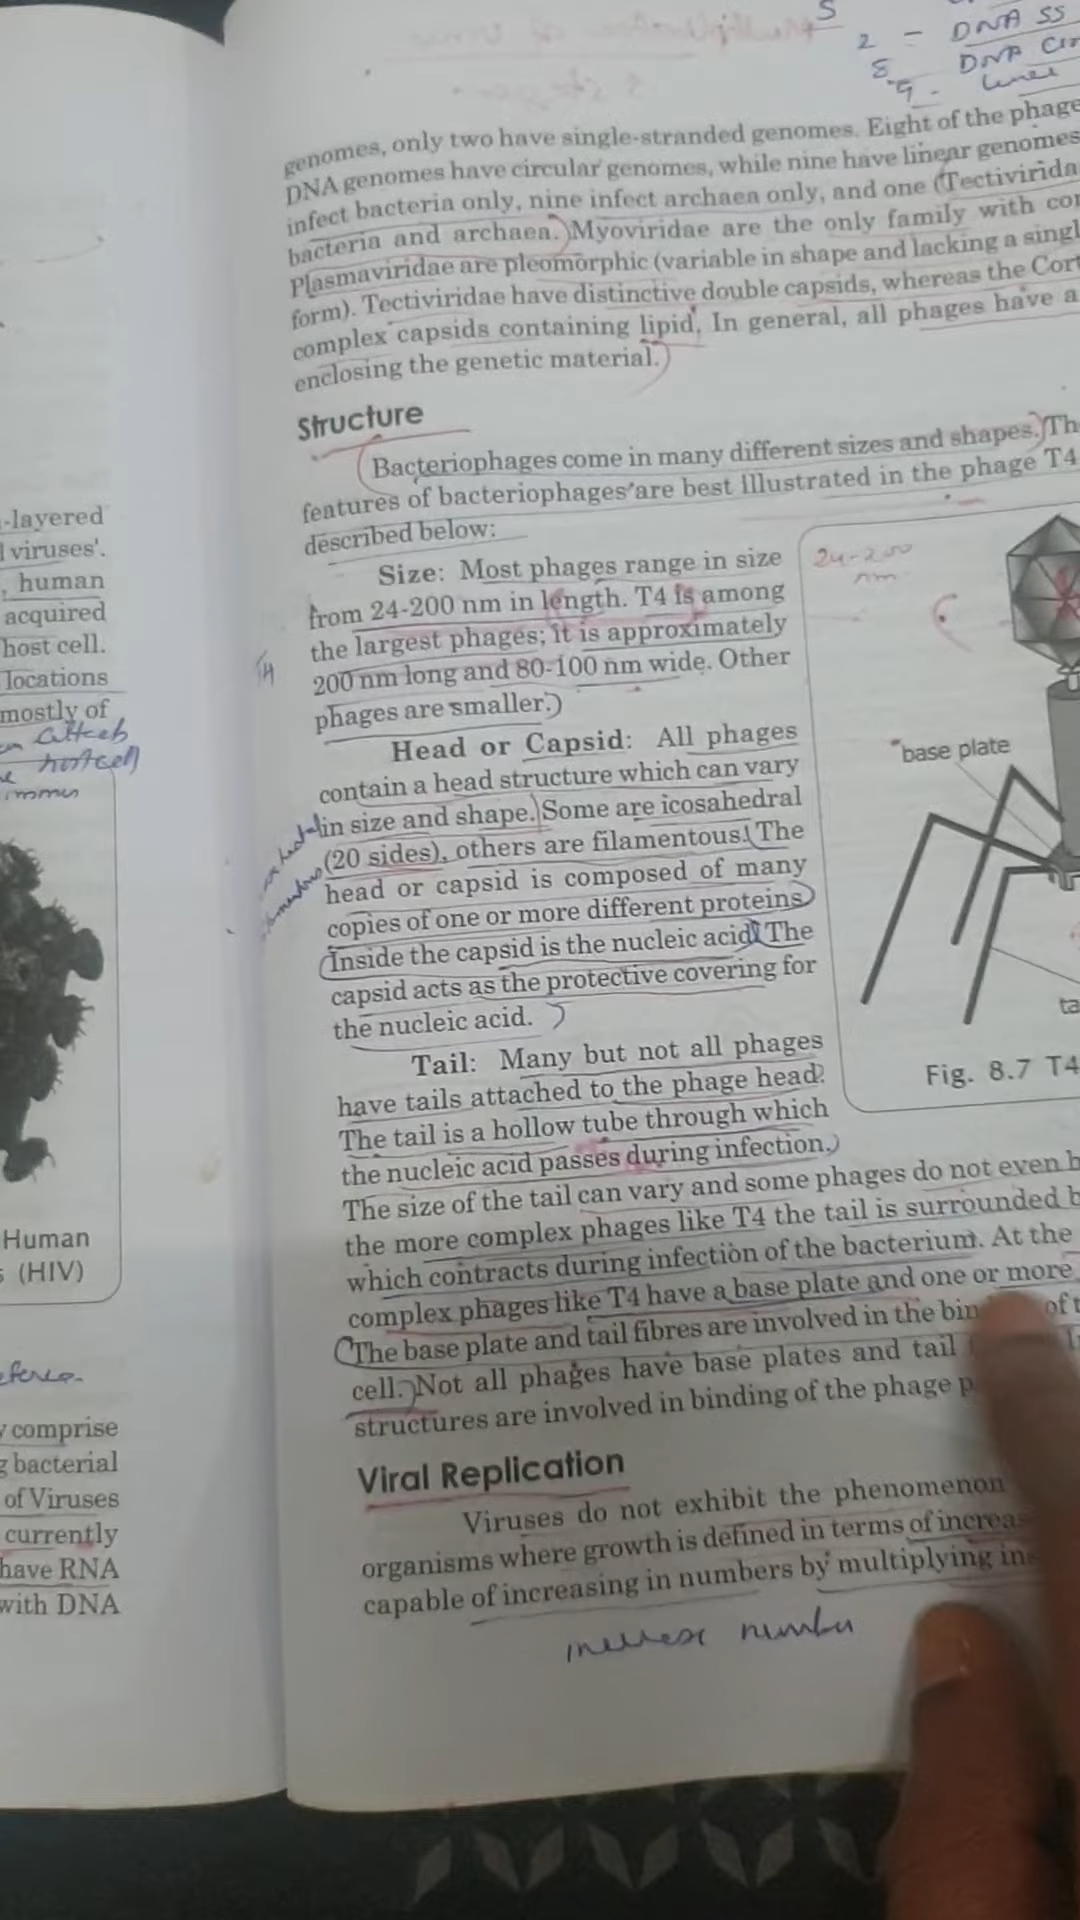 -layered
viruses'.
, human
acquired
host cell.
locations
mostly of
hostcell
Human
(HIV)
comprise
bacterial
of Viruses
currently
have RNA
with DNA
5
2 - DNA SS
8 DNA Cir
9 -
genomes, only two have single-stranded genomes. Eight of the phage
DNA genomes have circular genomes, while nine have linear genomes
infect bacteria only, nine infect archaea only, and one (Tectivirida
bacteria and archaea. Myoviridae are the only family with con
Plasmaviridae are pleomorphic (variable in shape and lacking a singl
form). Tectiviridae have distinctive double capsids, whereas the Cort
complex capsids containing lipid. In general, all phages have a
enclosing the genetic material.
Structure
Bacteriophages come in many different sizes and shapes. Th
features of bacteriophages are best illustrated in the phage T4
described below:
Size: Most phages range in size
from 24-200 nm in length. T4 is among
the largest phages; it is approximately
200 nm long and 80-100 nm wide. Other
phages are smaller.
T4
24-200
nm
Head or Capsid: All phages
contain a head structure which can vary
in size and shape. Some are icosahedral
(20 sides), others are filamentous. The
head or capsid is composed of many
copies of one or more different proteins
Inside the capsid is the nucleic acid. The
capsid acts as the protective covering for
the nucleic acid.
base plate
ta
Fig. 8.7 T4
Tail: Many but not all phages
have tails attached to the phage head.
The tail is a hollow tube through which
the nucleic acid passes during infection.
The size of the tail can vary and some phages do not even h
the more complex phages like T4 the tail is surrounded b
which contracts during infection of the bacterium. At the
complex phages like T4 have a base plate and one or more
The base plate and tail fibres are involved in the bin of t
cell. Not all phages have base plates and tail
structures are involved in binding of the phage p
Viral Replication
Viruses do not exhibit the phenomenon
organisms where growth is defined in terms of increas
capable of increasing in numbers by multiplying ins